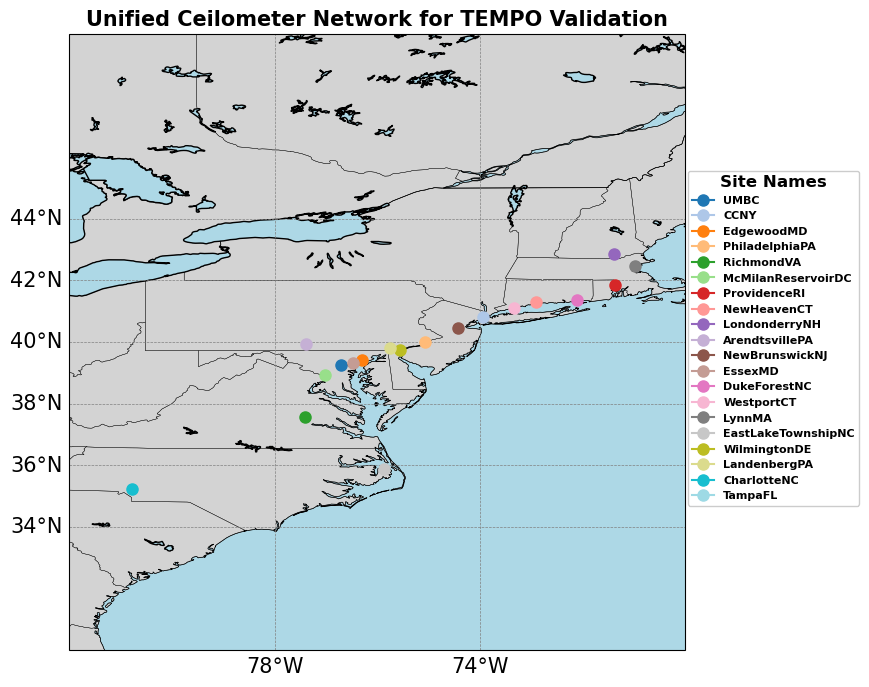 Unified Ceilometer Network for TEMPO Validation
44°N
42°N
40°N
38°N
36°N
34°N
78°W
74°W
Site Names
UMBC
CCNY
EdgewoodMD
PhiladelphiaPA
RichmondVA
McMilanReservoirDC
ProvidenceRI
NewHeavenCT
LondonderryNH
ArendtsvillePA
NewBrunswickNJ
EssexMD
DukeForestNC
WestportCT
LynnMA
EastLakeTownshipNC
WilmingtonDE
LandenbergPA
CharlotteNC
TampaFL